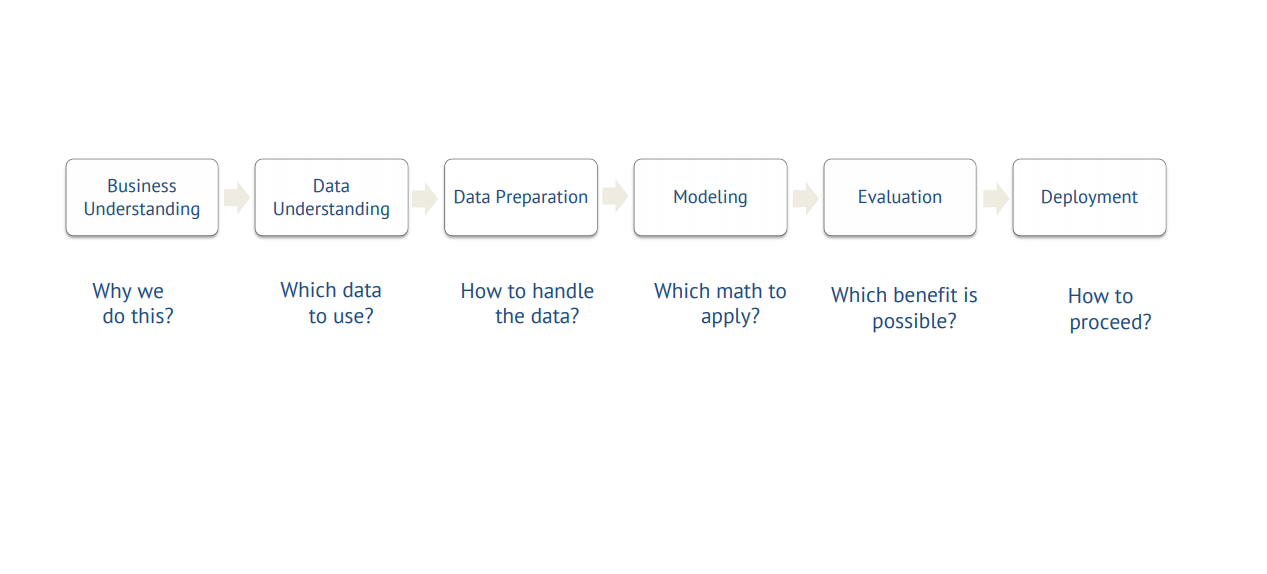 Business
Understanding
Data
Understanding
Data Preparation
Modeling
Evaluation
Deployment
Why we
do this?
Which data
to use?
How to handle
the data?
Which math to
apply?
Which benefit is
possible?
How to
proceed?